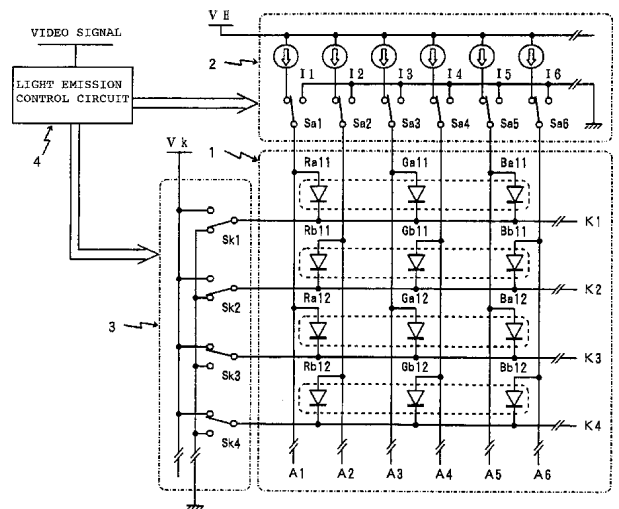 VH
VIDEO SIGNAL
2
I1 I2 I3 I4 I5 I6
LIGHT EMISSION
CONTROL CIRCUIT
Sa1 Sa2 Sa3 Sa4 Sa5 Sa6
4
Vk
1
Ra11 Ga11 Ba11
K1
Sk1
Rb11 Gb11 Bb11
K2
Sk2
Ra12 Ga12 Ba12
3
K3
Sk3
Rb12 Gb12 Bb12
K4
Sk4
A1 A2 A3 A4 A5 A6